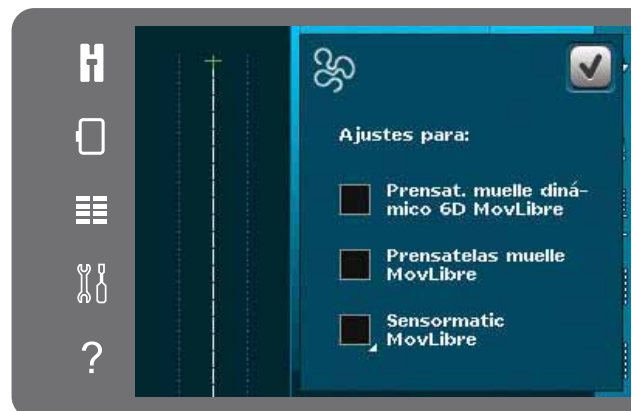 Ajustes para:
Prensat. muelle diná-
mico 6D MovLibre
Prensatelas muelle
MovLibre
Sensormatic
MovLibre
?